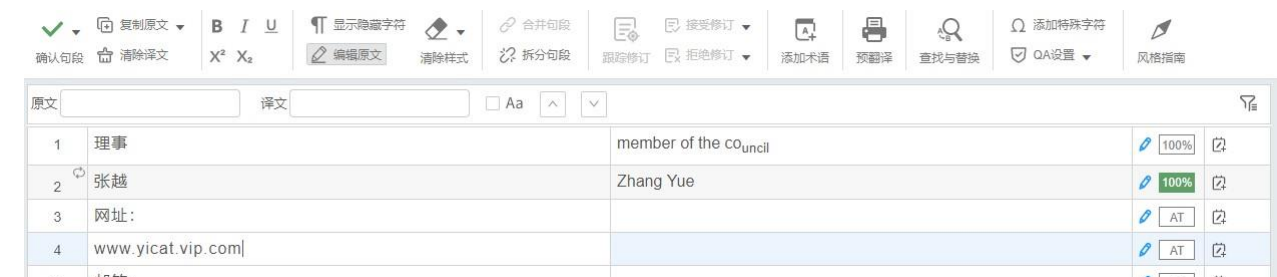 复制原文 B I U 显示隐藏字符 合并句段 接受修订 添加特殊字符
确认句段 清除译文 X² X₂ 编辑原文 清除样式 拆分句段 跟踪修订 拒绝修订 添加术语 预翻译 查找与替换 QA设置 风格指南
原文 译文 Aa
1 理事 member of the council 100%
2 张越 Zhang Yue 100%
3 网址： AT
4 www.yicat.vip.com AT